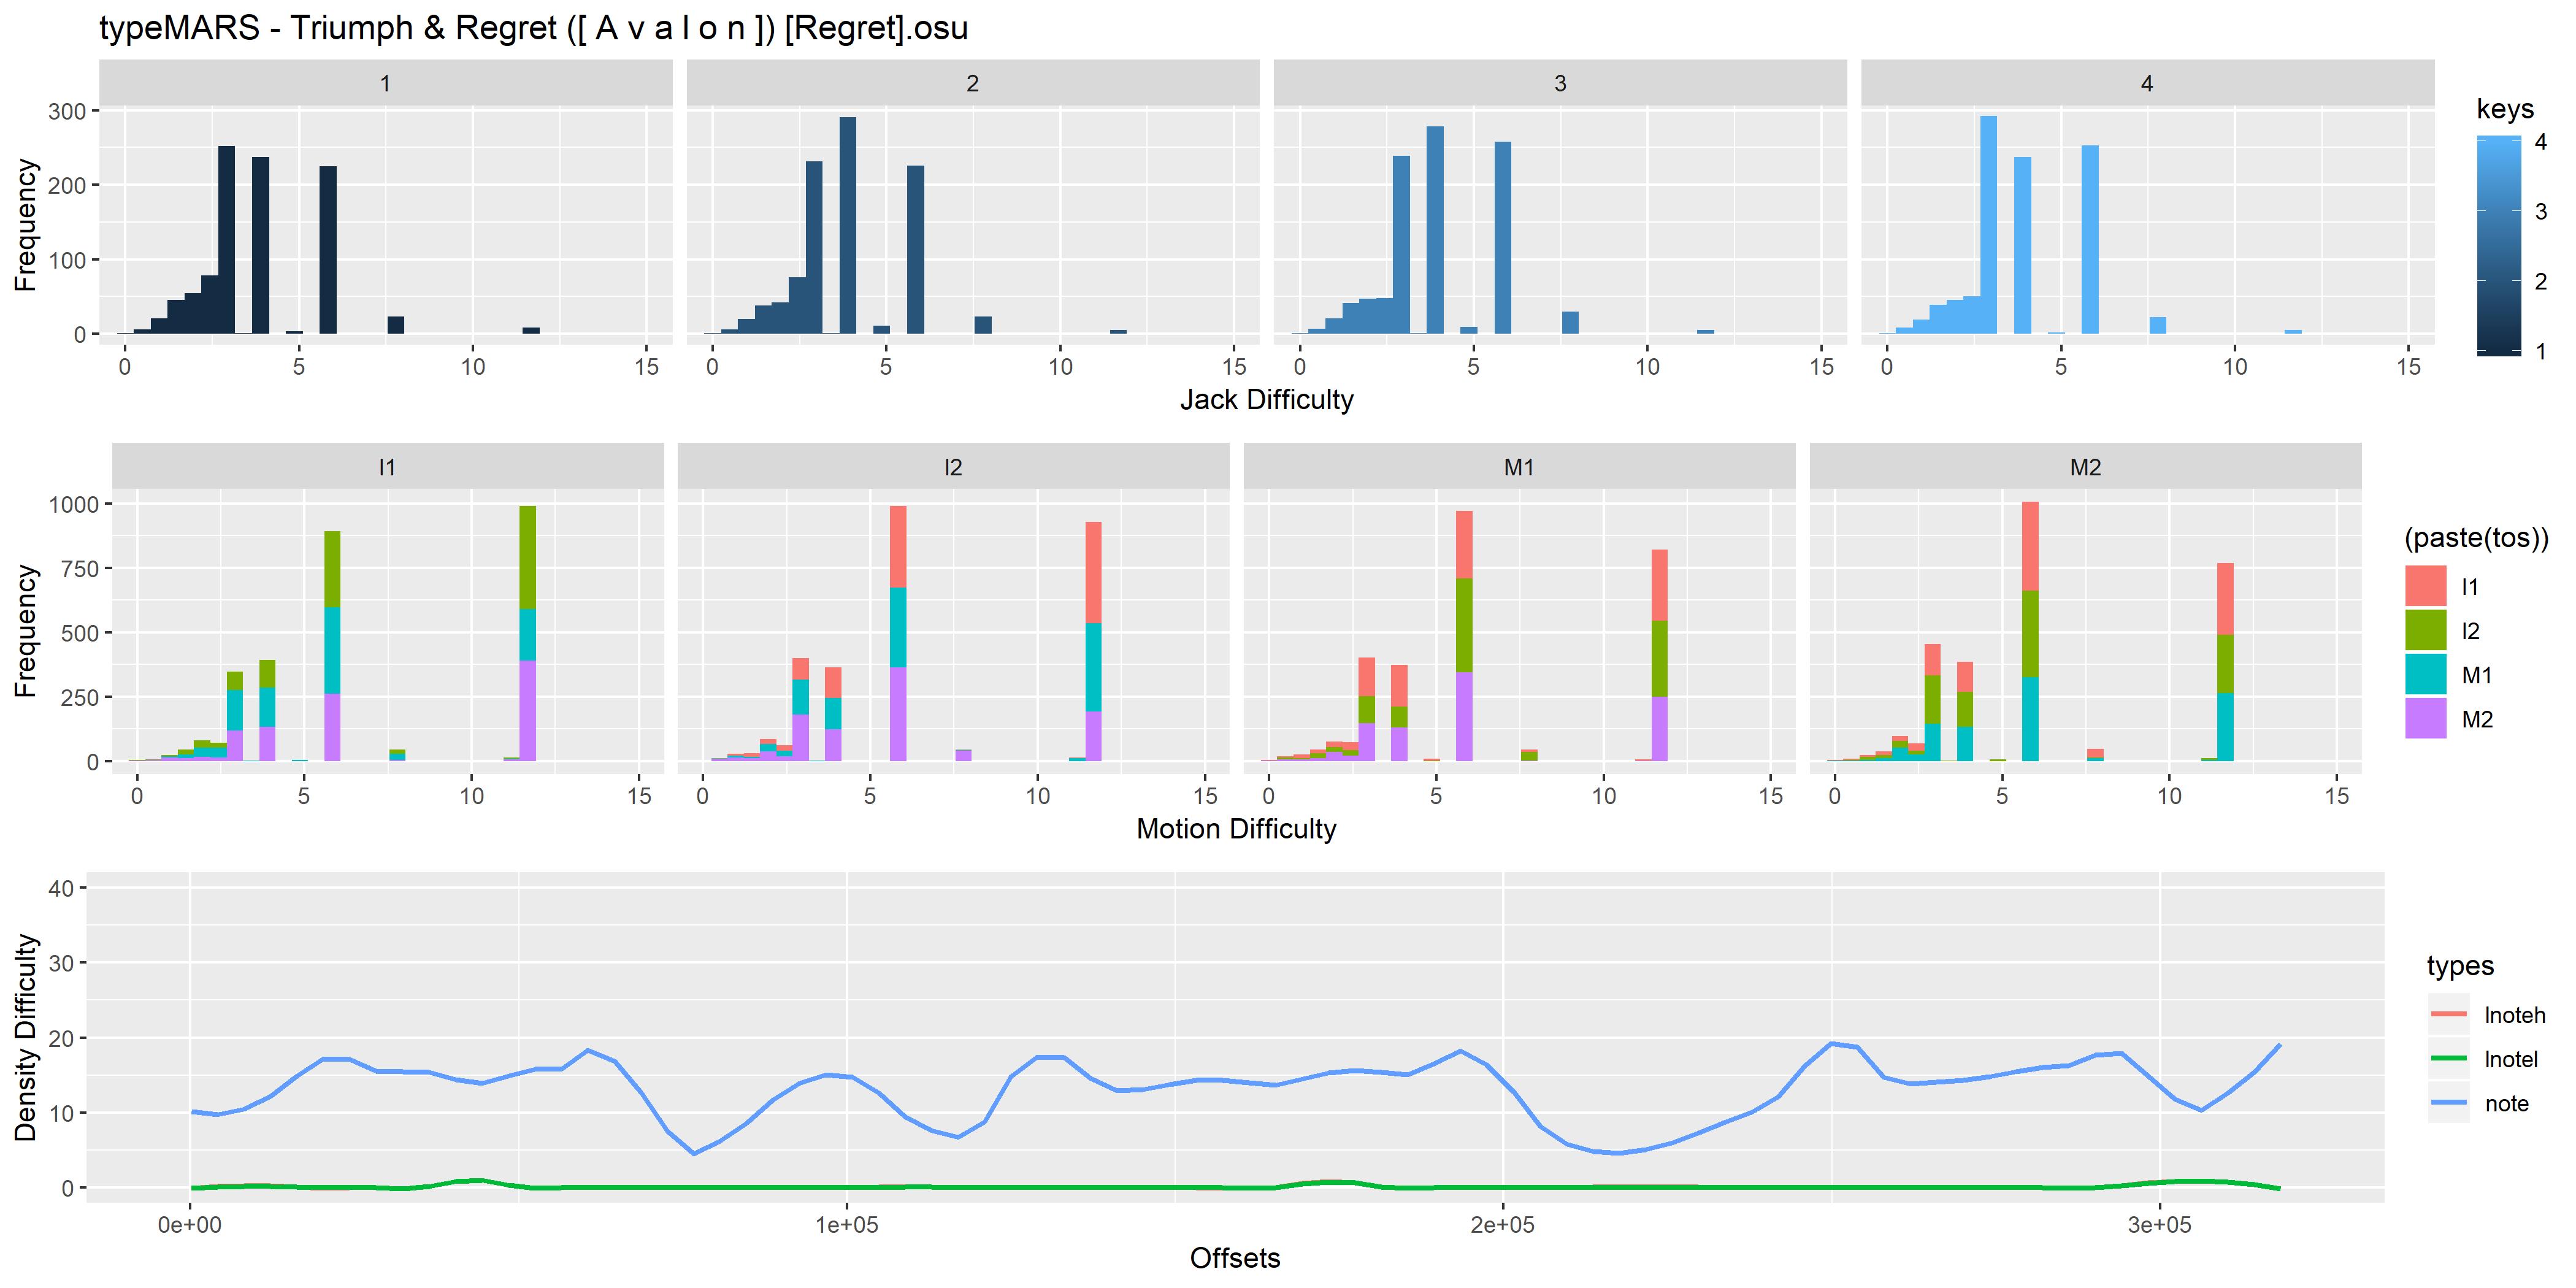 typeMARS - Triumph & Regret ([ A v a l o n ]) [Regret].osu
1 2 3 4
Frequency
300
200
100
0
0 5 10 15 0 5 10 15 0 5 10 15 0 5 10 15
Jack Difficulty
keys
4
3
2
1
l1 l2 M1 M2
Frequency
1000
750
500
250
0
0 5 10 15 0 5 10 15 0 5 10 15 0 5 10 15
Motion Difficulty
(paste(tos))
l1
l2
M1
M2
Density Difficulty
40
30
20
10
0
0e+00 1e+05 2e+05 3e+05
Offsets
types
lnoteh
lnotel
note